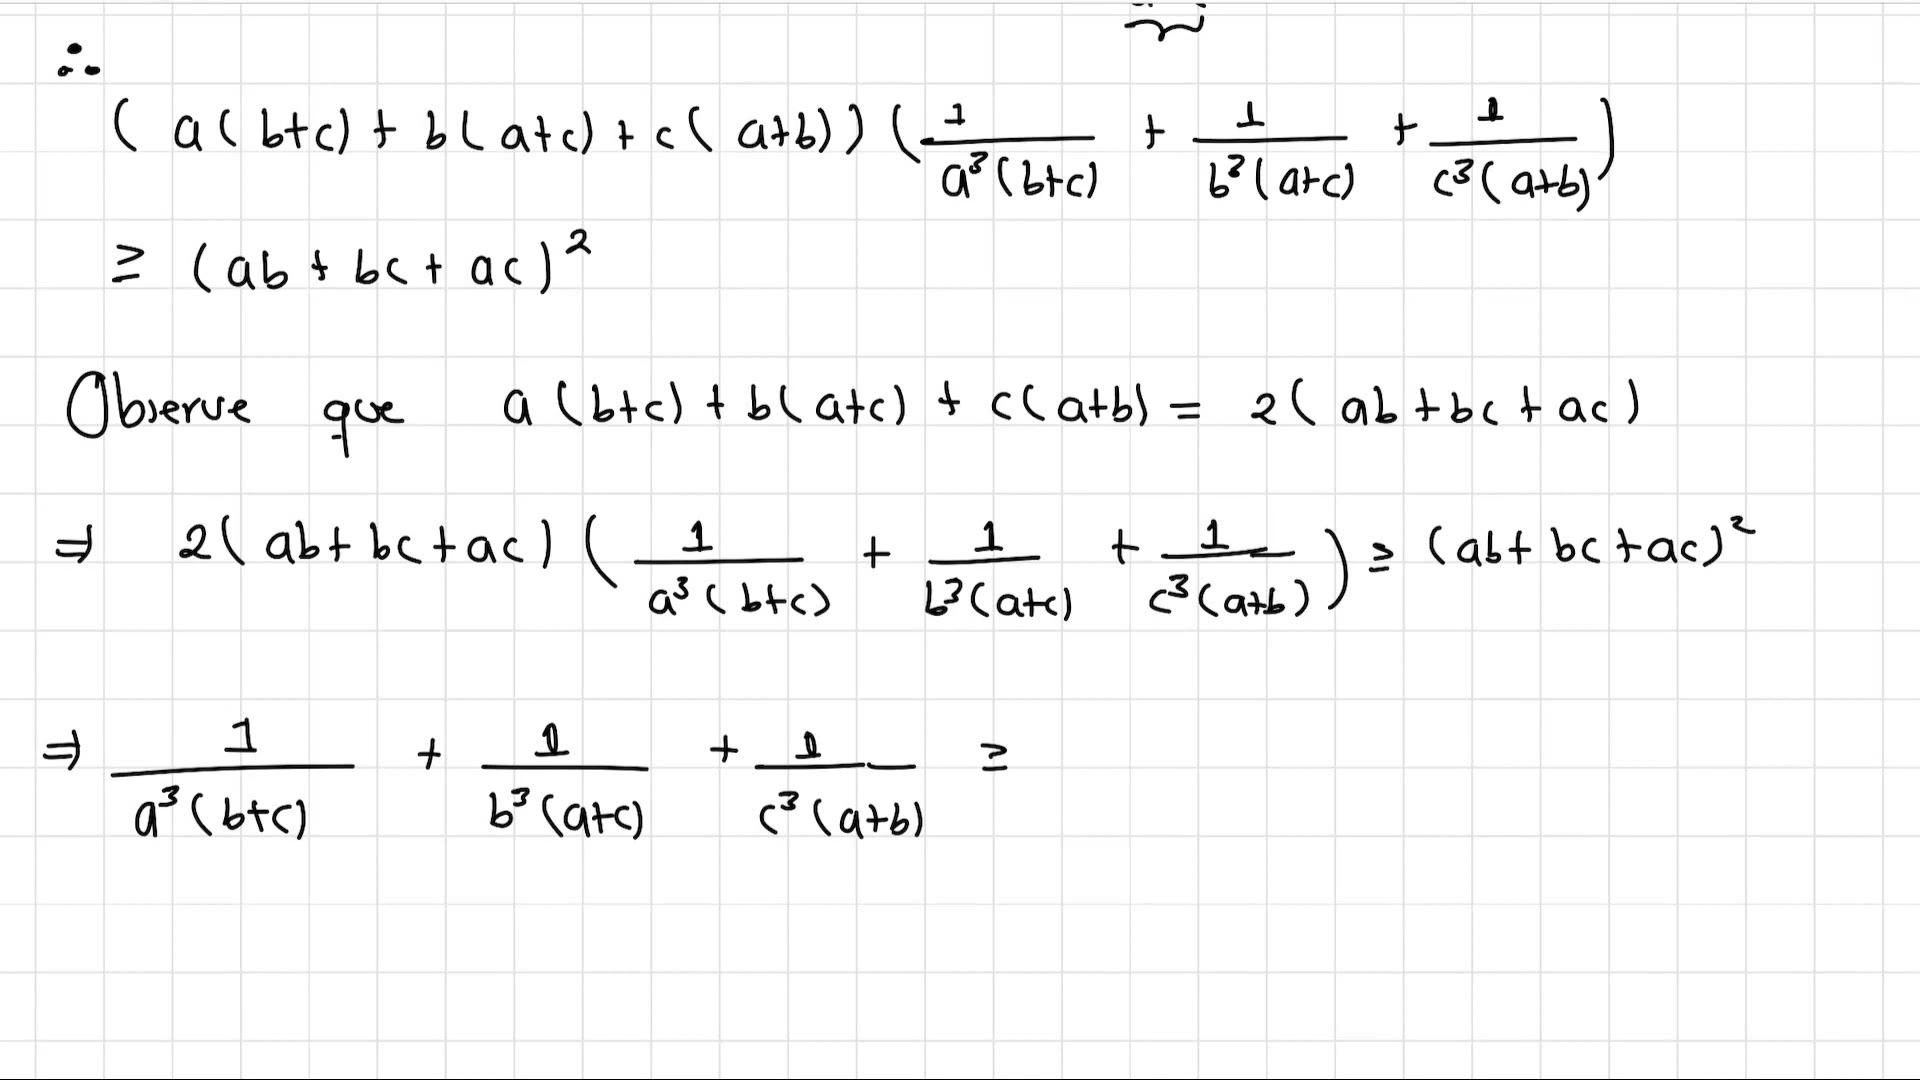 ∴
( a(b+c) + b(a+c) + c(a+b)) ( 1/(a³(b+c)) + 1/(b³(a+c)) + 1/(c³(a+b)) )
≥ (ab + bc + ac)²
Observe que a(b+c) + b(a+c) + c(a+b) = 2(ab+bc+ac)
⇒ 2(ab+bc+ac) ( 1/(a³(b+c)) + 1/(b³(a+c)) + 1/(c³(a+b)) ) ≥ (ab+bc+ac)²
⇒ 1/(a³(b+c)) + 1/(b³(a+c)) + 1/(c³(a+b)) ≥